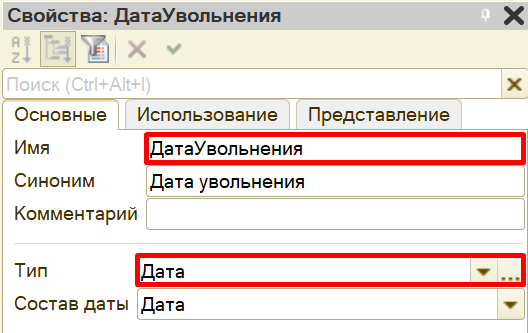 Свойства: ДатаУвольнения
Поиск (Ctrl+Alt+I)
Основные Использование Представление
Имя ДатаУвольнения
Синоним Дата увольнения
Комментарий
Тип Дата ...
Состав даты Дата